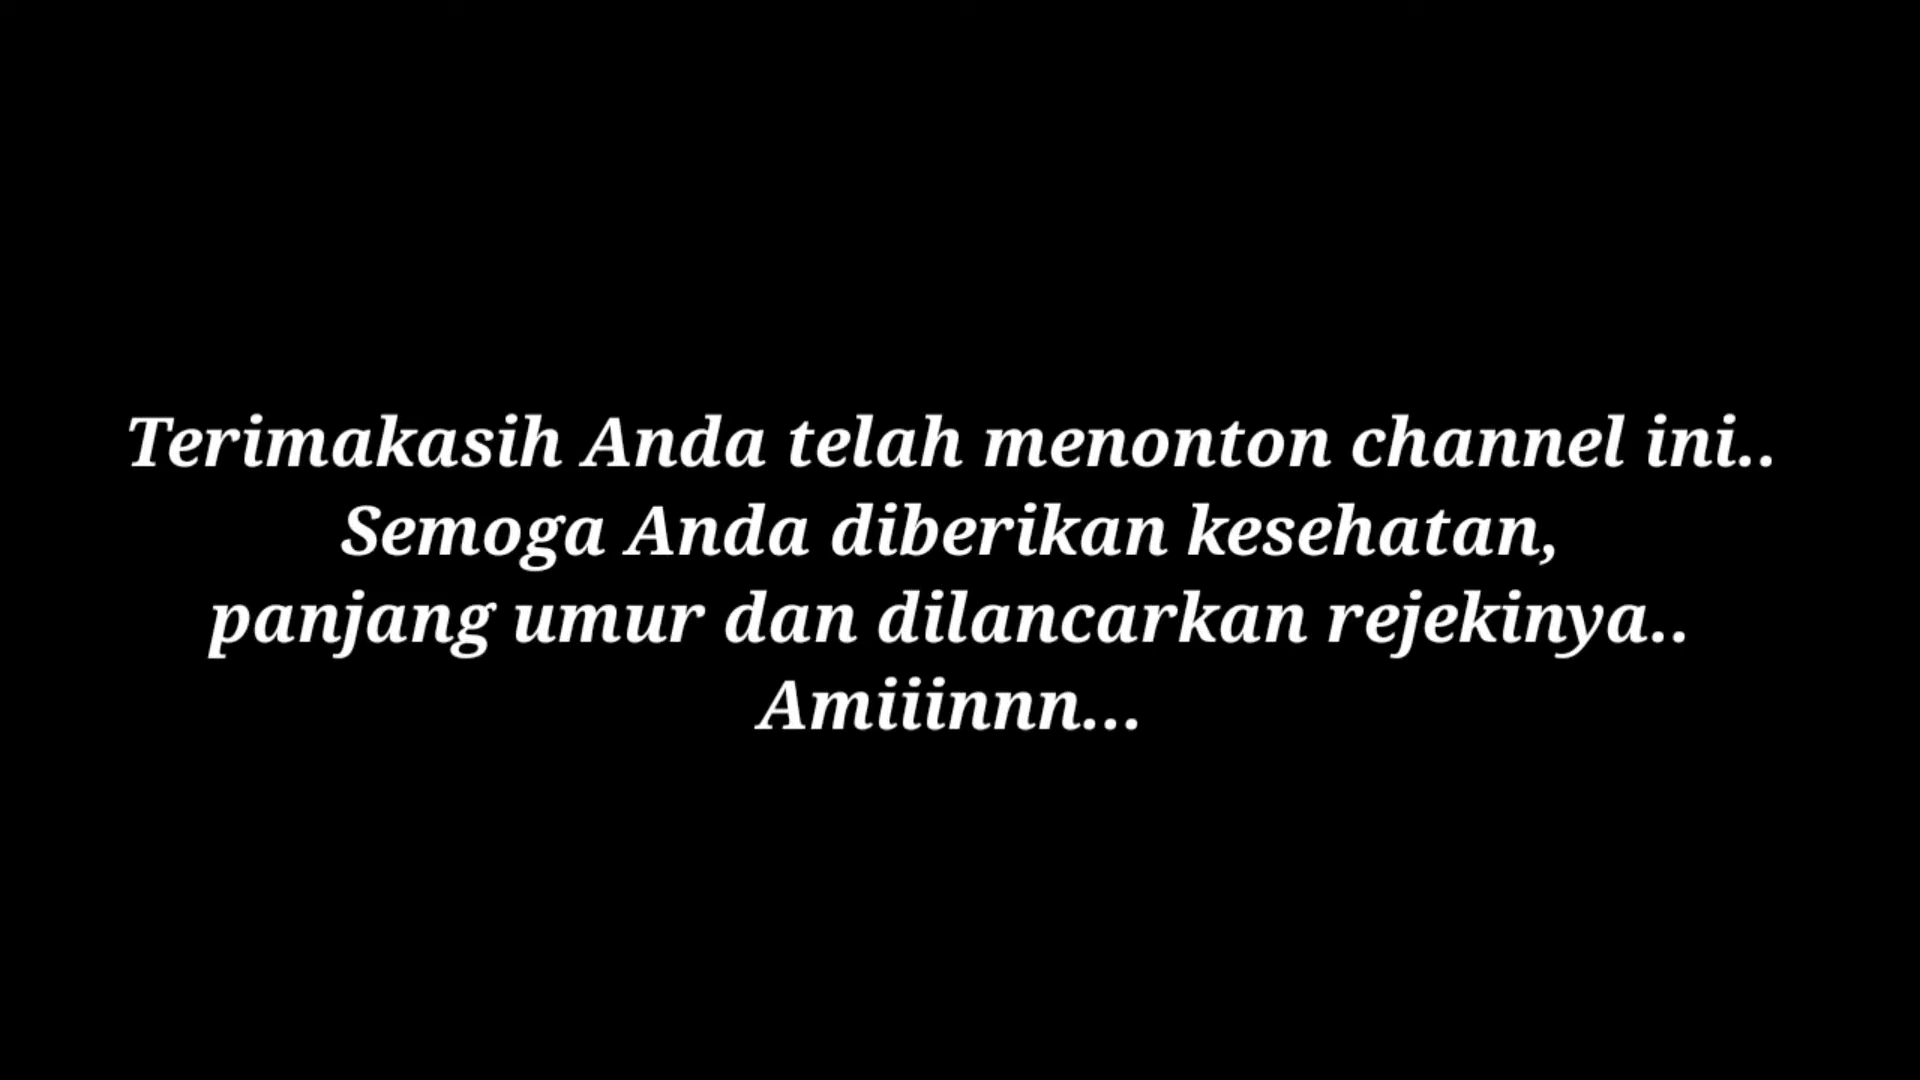 Terimakasih Anda telah menonton channel ini..
Semoga Anda diberikan kesehatan,
panjang umur dan dilancarkan rejekinya..
Amiiinnn...